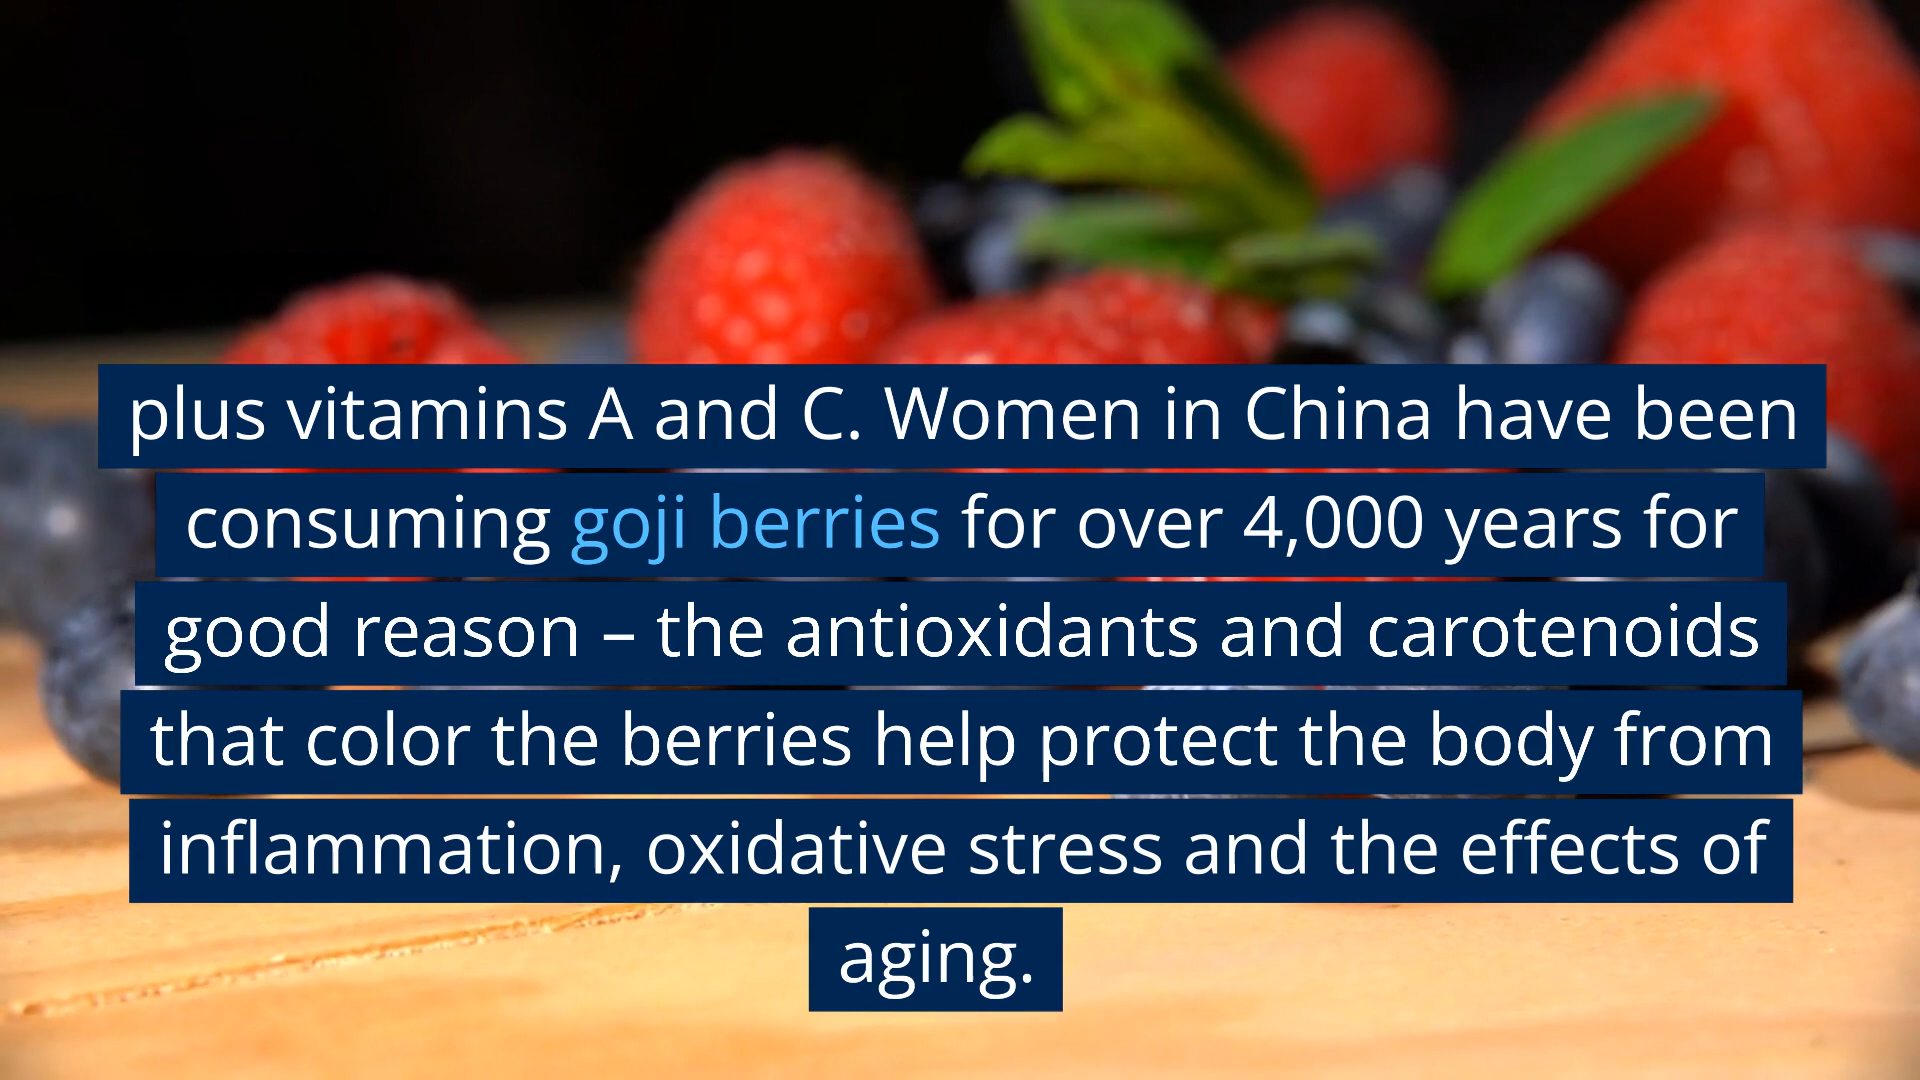 plus vitamins A and C. Women in China have been
consuming goji berries for over 4,000 years for
good reason – the antioxidants and carotenoids
that color the berries help protect the body from
inflammation, oxidative stress and the effects of
aging.